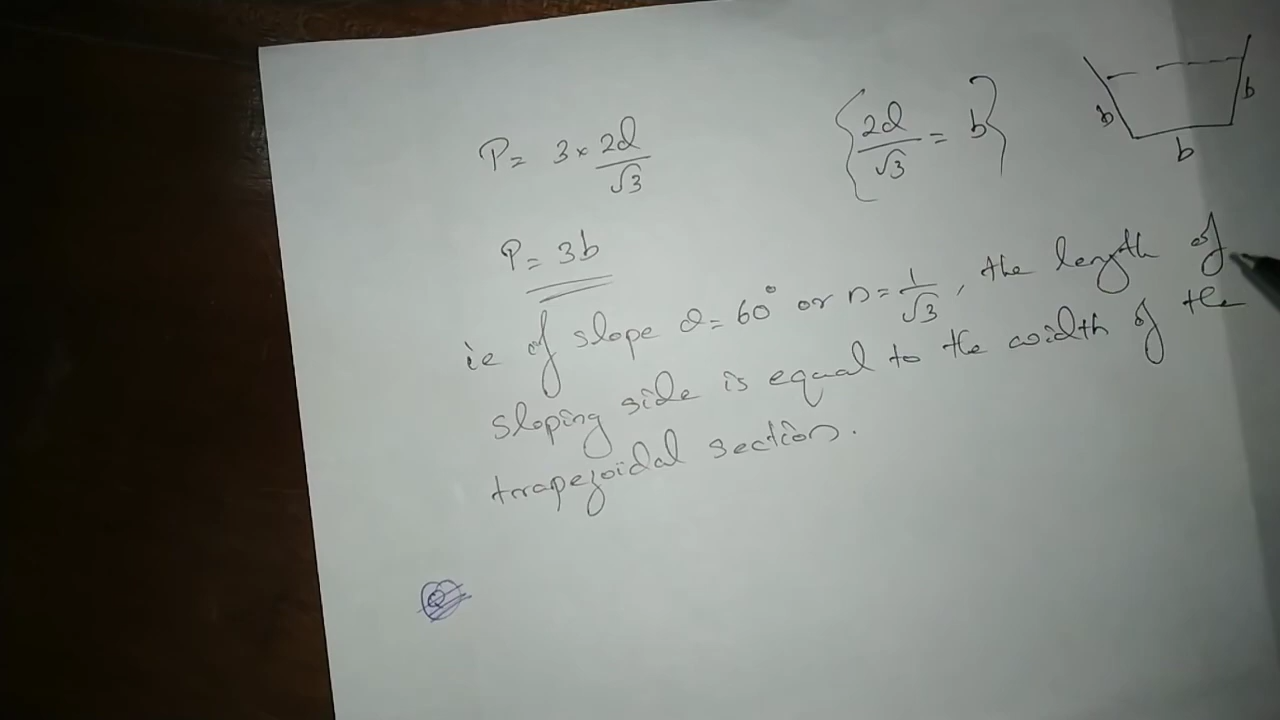 P = 3 × 2d/√3 {2d/√3 = b} b b b
P = 3b
ie of slope θ = 60° or n = 1/√3, the length of
sloping side is equal to the width of the
trapezoidal section.